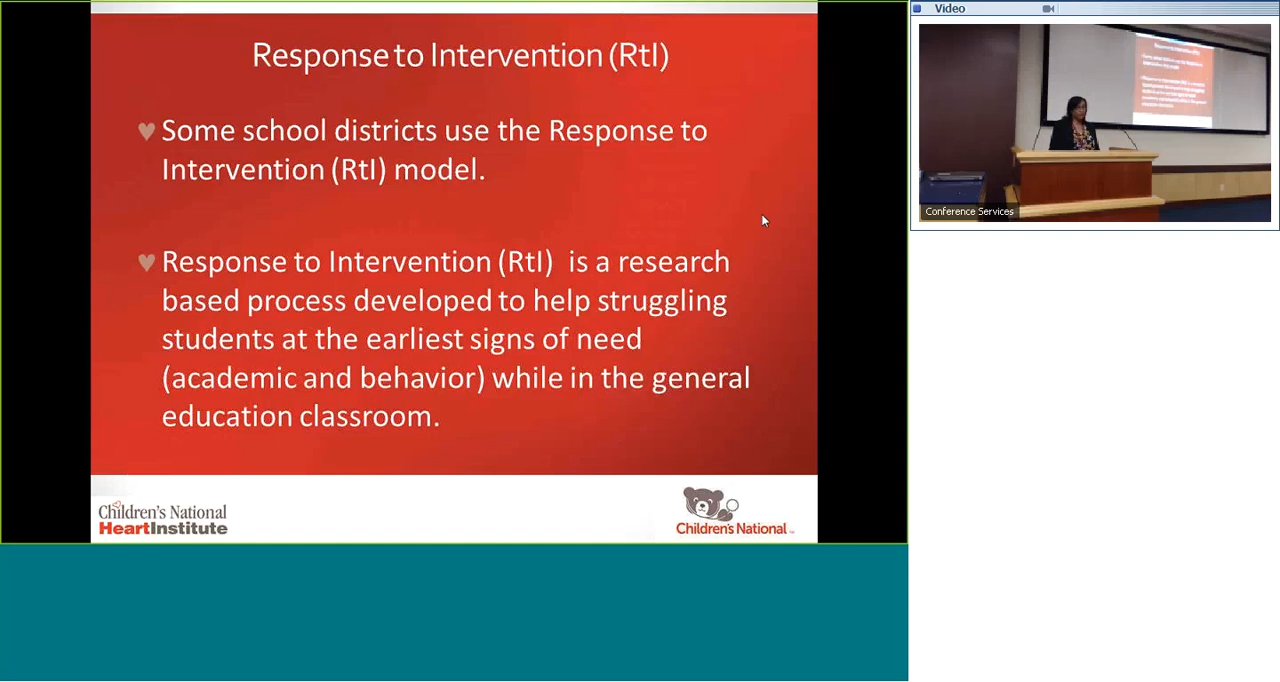 Response to Intervention (RtI)
Some school districts use the Response to
Intervention (RtI) model.
Response to Intervention (RtI) is a research
based process developed to help struggling
students at the earliest signs of need
(academic and behavior) while in the general
education classroom.
Children's National
HeartInstitute
Children's National
Video
Conference Services